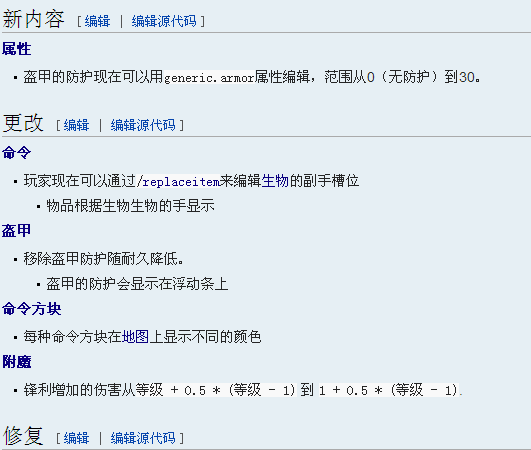 新内容 [ 编辑 | 编辑源代码 ]
属性
• 盔甲的防护现在可以用generic.armor属性编辑，范围从0（无防护）到30。
更改 [ 编辑 | 编辑源代码 ]
命令
• 玩家现在可以通过/replaceitem来编辑生物的副手槽位
• 物品根据生物生物的手显示
盔甲
• 移除盔甲防护随耐久降低。
• 盔甲的防护会显示在浮动条上
命令方块
• 每种命令方块在地图上显示不同的颜色
附魔
• 锋利增加的伤害从等级 + 0.5 * (等级 - 1) 到 1 + 0.5 * (等级 - 1).
修复 [ 编辑 | 编辑源代码 ]